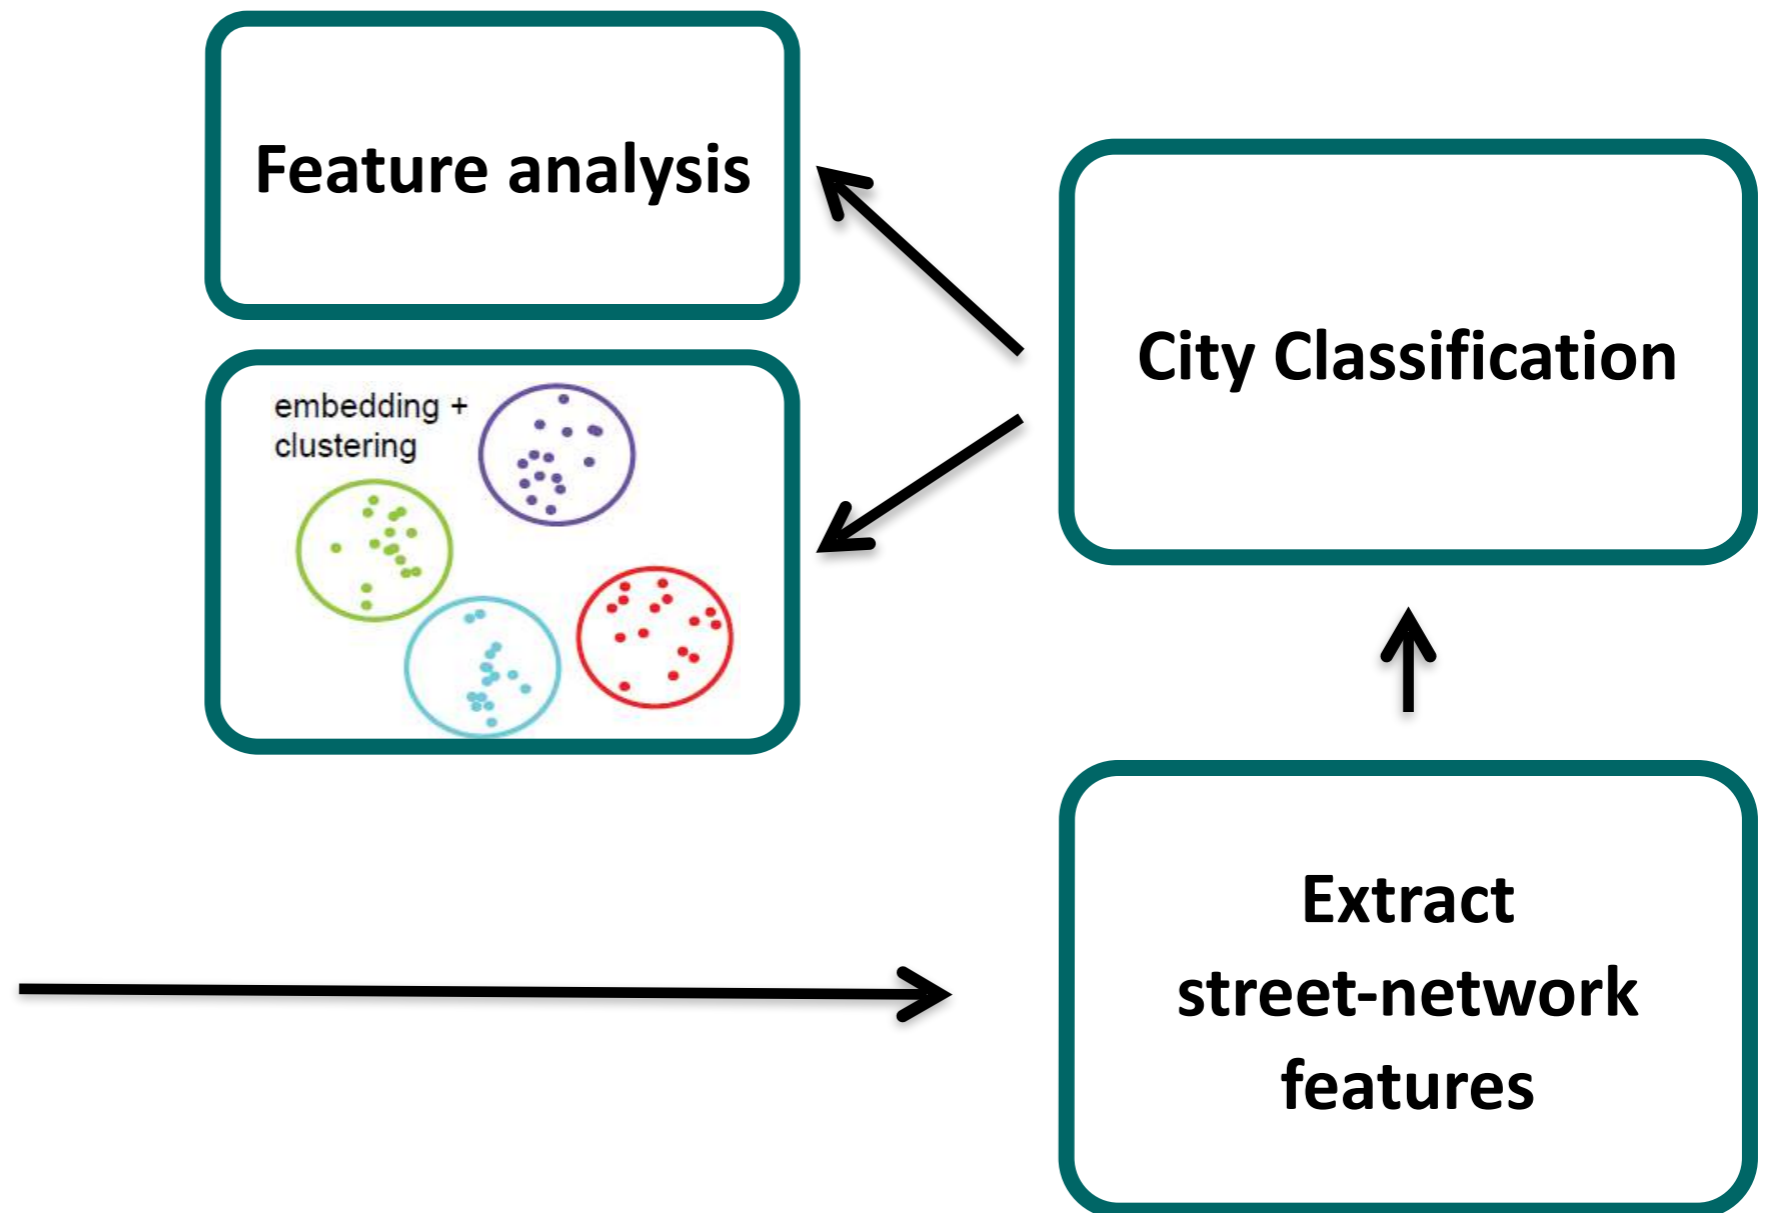 Feature analysis
embedding +
clustering
City Classification
Extract
street-network
features